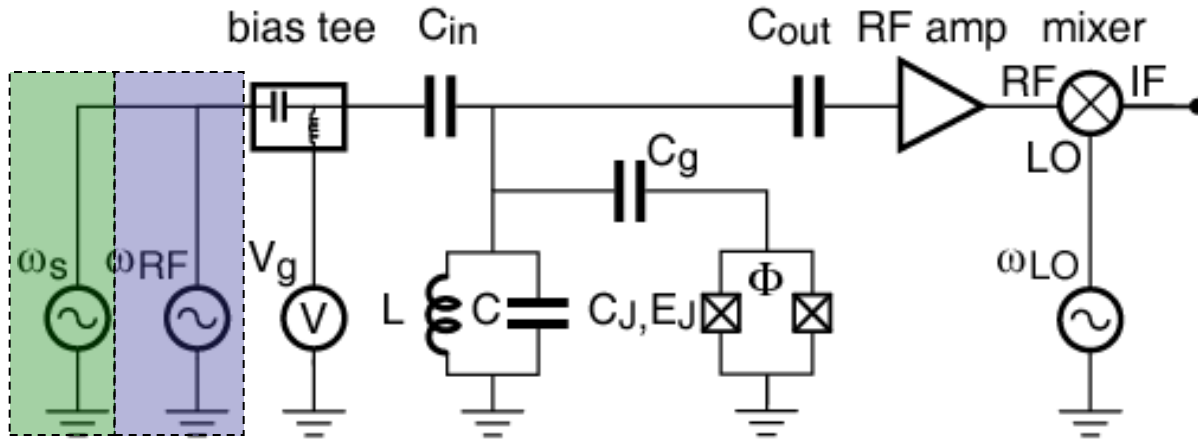 bias tee
Cin
Cout
RF amp
mixer
RF
IF
LO
Cg
ωs
ωRF
Vg
V
L
C
CJ,EJ
Φ
ωLO